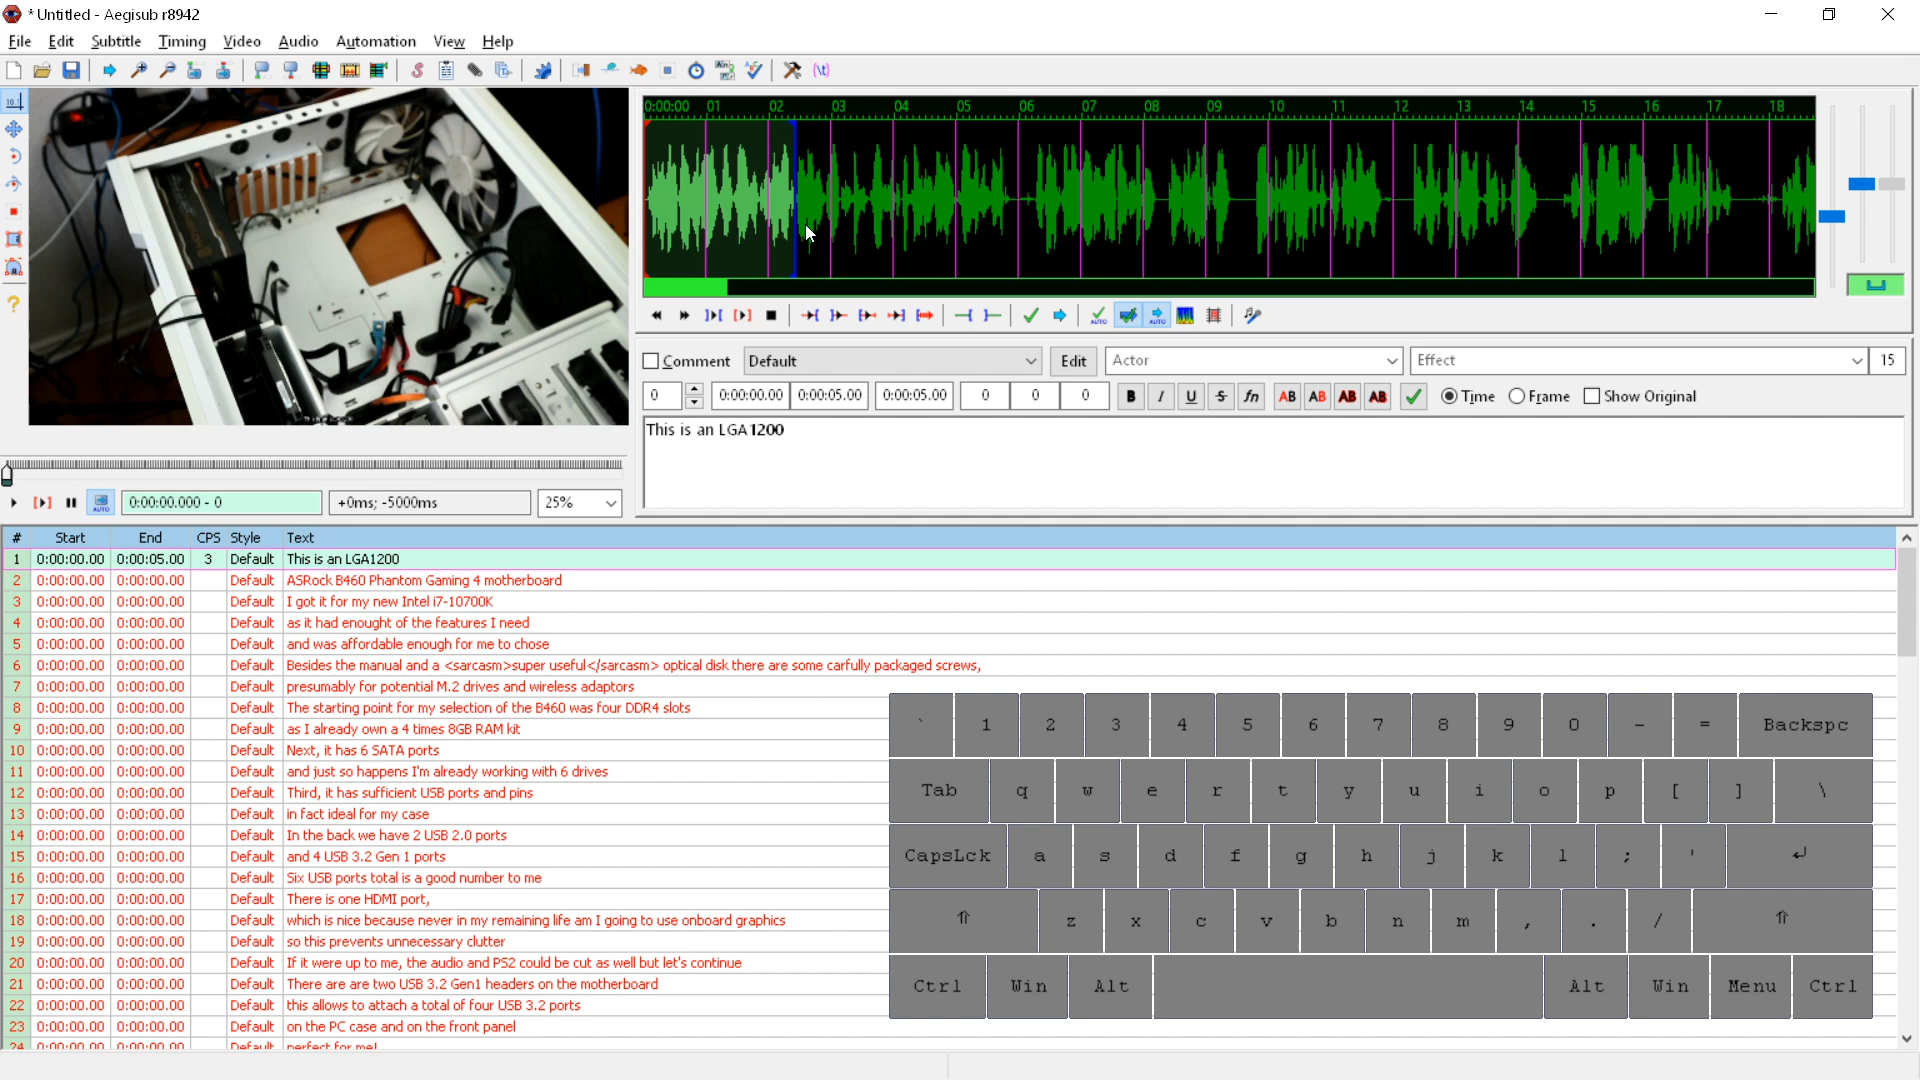 * Untitled - Aegisub r8942
File Edit Subtitle Timing Video Audio Automation View Help
0:00:00 01 02 03 04 05 06 07 08 09 10 11 12 13 14 15 16 17 18
Comment Default Edit Actor Effect 15
0 0:00:00.00 0:00:05.00 0:00:05.00 0 0 0 B I U S fn AB AB AB AB Time Frame Show Original
This is an LGA1200
0:00:00.000 - 0 +0ms; -5000ms 25%
# Start End CPS Style Text
1 0:00:00.00 0:00:05.00 3 Default This is an LGA1200
2 0:00:00.00 0:00:00.00 Default ASRock B460 Phantom Gaming 4 motherboard
3 0:00:00.00 0:00:00.00 Default I got it for my new Intel i7-10700K
4 0:00:00.00 0:00:00.00 Default as it had enought of the features I need
5 0:00:00.00 0:00:00.00 Default and was affordable enough for me to chose
6 0:00:00.00 0:00:00.00 Default Besides the manual and a <sarcasm>super useful</sarcasm> optical disk there are some carfully packaged screws,
7 0:00:00.00 0:00:00.00 Default presumably for potential M.2 drives and wireless adaptors
8 0:00:00.00 0:00:00.00 Default The starting point for my selection of the B460 was four DDR4 slots
9 0:00:00.00 0:00:00.00 Default as I already own a 4 times 8GB RAM kit
10 0:00:00.00 0:00:00.00 Default Next, it has 6 SATA ports
11 0:00:00.00 0:00:00.00 Default and just so happens I'm already working with 6 drives
12 0:00:00.00 0:00:00.00 Default Third, it has sufficient USB ports and pins
13 0:00:00.00 0:00:00.00 Default in fact ideal for my case
14 0:00:00.00 0:00:00.00 Default In the back we have 2 USB 2.0 ports
15 0:00:00.00 0:00:00.00 Default and 4 USB 3.2 Gen 1 ports
16 0:00:00.00 0:00:00.00 Default Six USB ports total is a good number to me
17 0:00:00.00 0:00:00.00 Default There is one HDMI port,
18 0:00:00.00 0:00:00.00 Default which is nice because never in my remaining life am I going to use onboard graphics
19 0:00:00.00 0:00:00.00 Default so this prevents unnecessary clutter
20 0:00:00.00 0:00:00.00 Default If it were up to me, the audio and PS2 could be cut as well but let's continue
21 0:00:00.00 0:00:00.00 Default There are are two USB 3.2 Gen1 headers on the motherboard
22 0:00:00.00 0:00:00.00 Default this allows to attach a total of four USB 3.2 ports
23 0:00:00.00 0:00:00.00 Default on the PC case and on the front panel
24 0:00:00.00 0:00:00.00 Default perfect for me!
` 1 2 3 4 5 6 7 8 9 0 - = Backspc
Tab q w e r t y u i o p [ ] \
CapsLck a s d f g h j k l ; ' ↵
⇑ z x c v b n m , . / ⇑
Ctrl Win Alt Alt Win Menu Ctrl